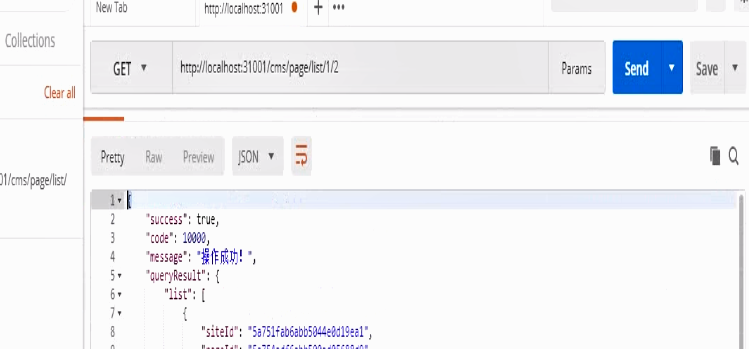 New Tab
http://localhost:31001
+
•••
Collections
Clear all
01/cms/page/list/
GET
http://localhost:31001/cms/page/list/1/2
Params
Send
Save
Pretty
Raw
Preview
JSON
1
{
2
"success": true,
3
"code": 10000,
4
"message": "操作成功！",
5
"queryResult": {
6
"list": [
7
{
8
"siteId": "5a751fab6abb5044e0d19ea1",